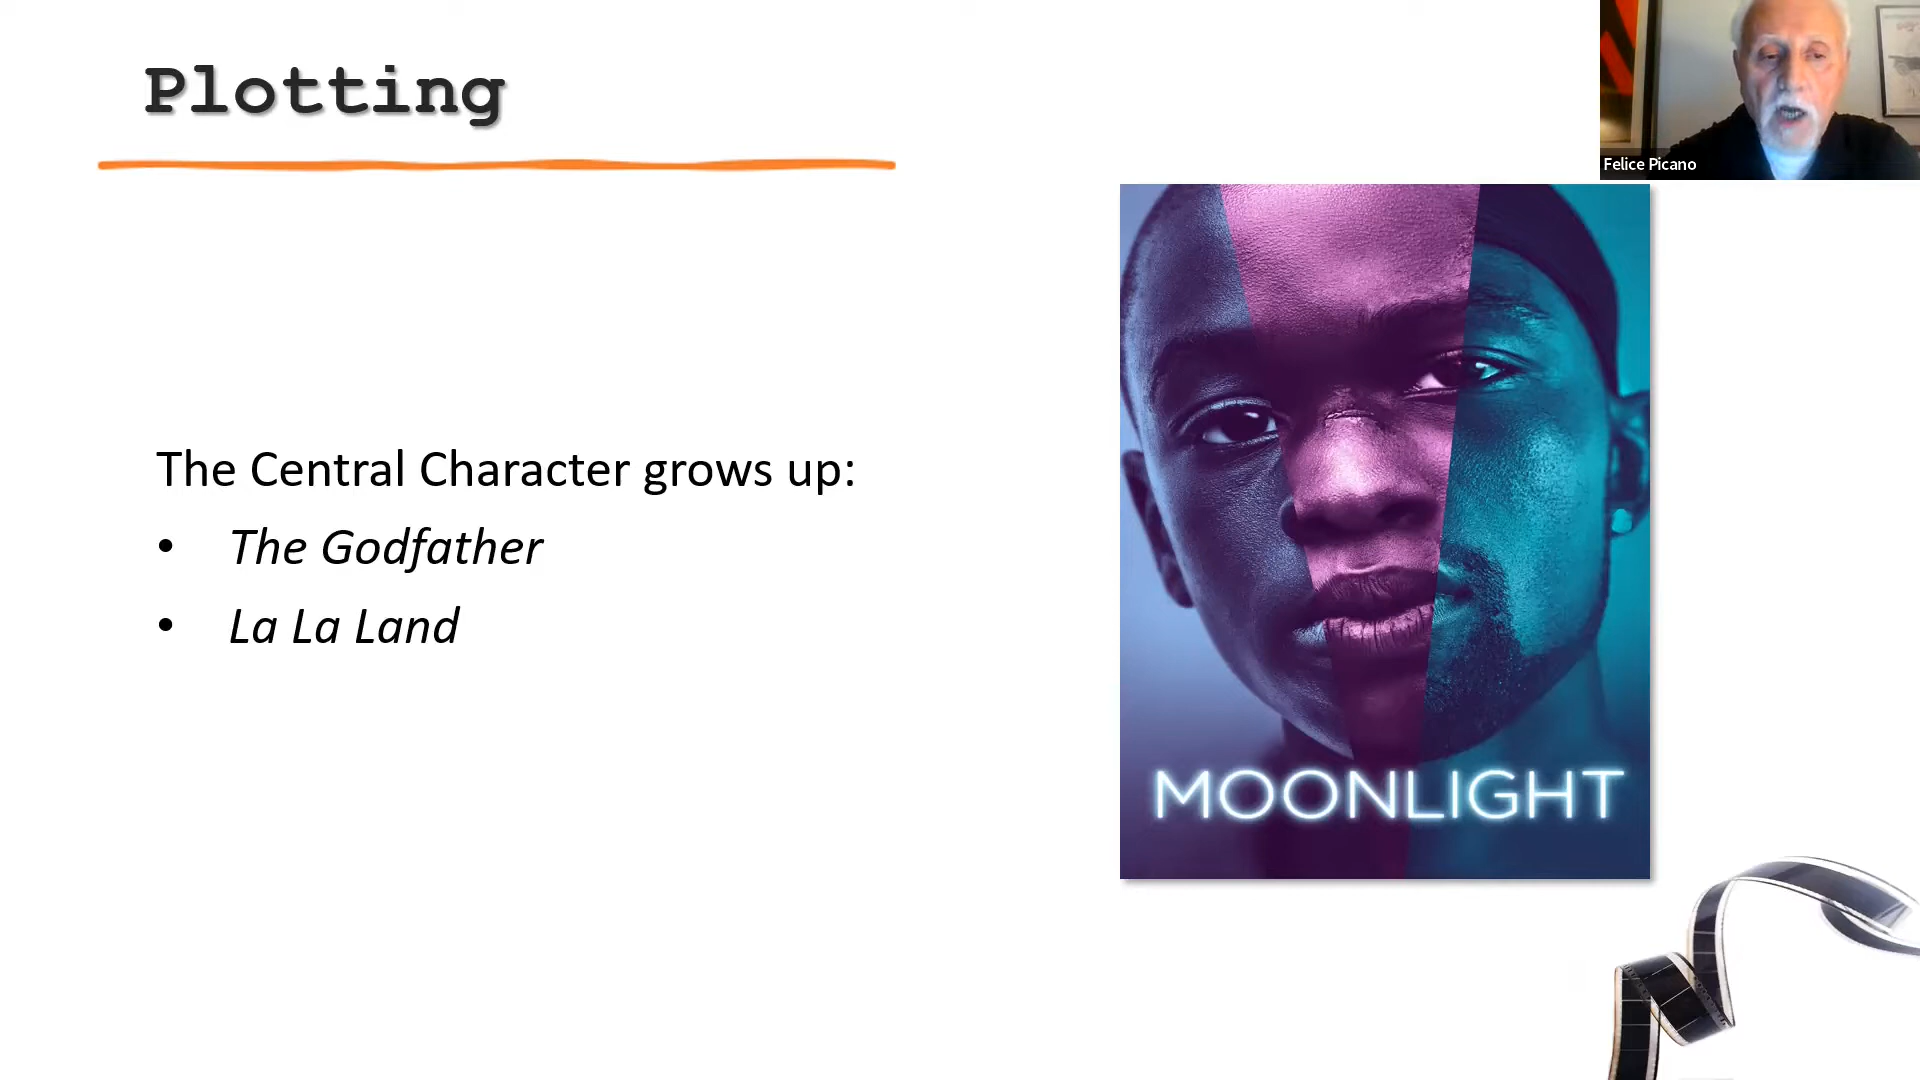 Plotting
Felice Picano
The Central Character grows up:
• The Godfather
• La La Land
MOONLIGHT